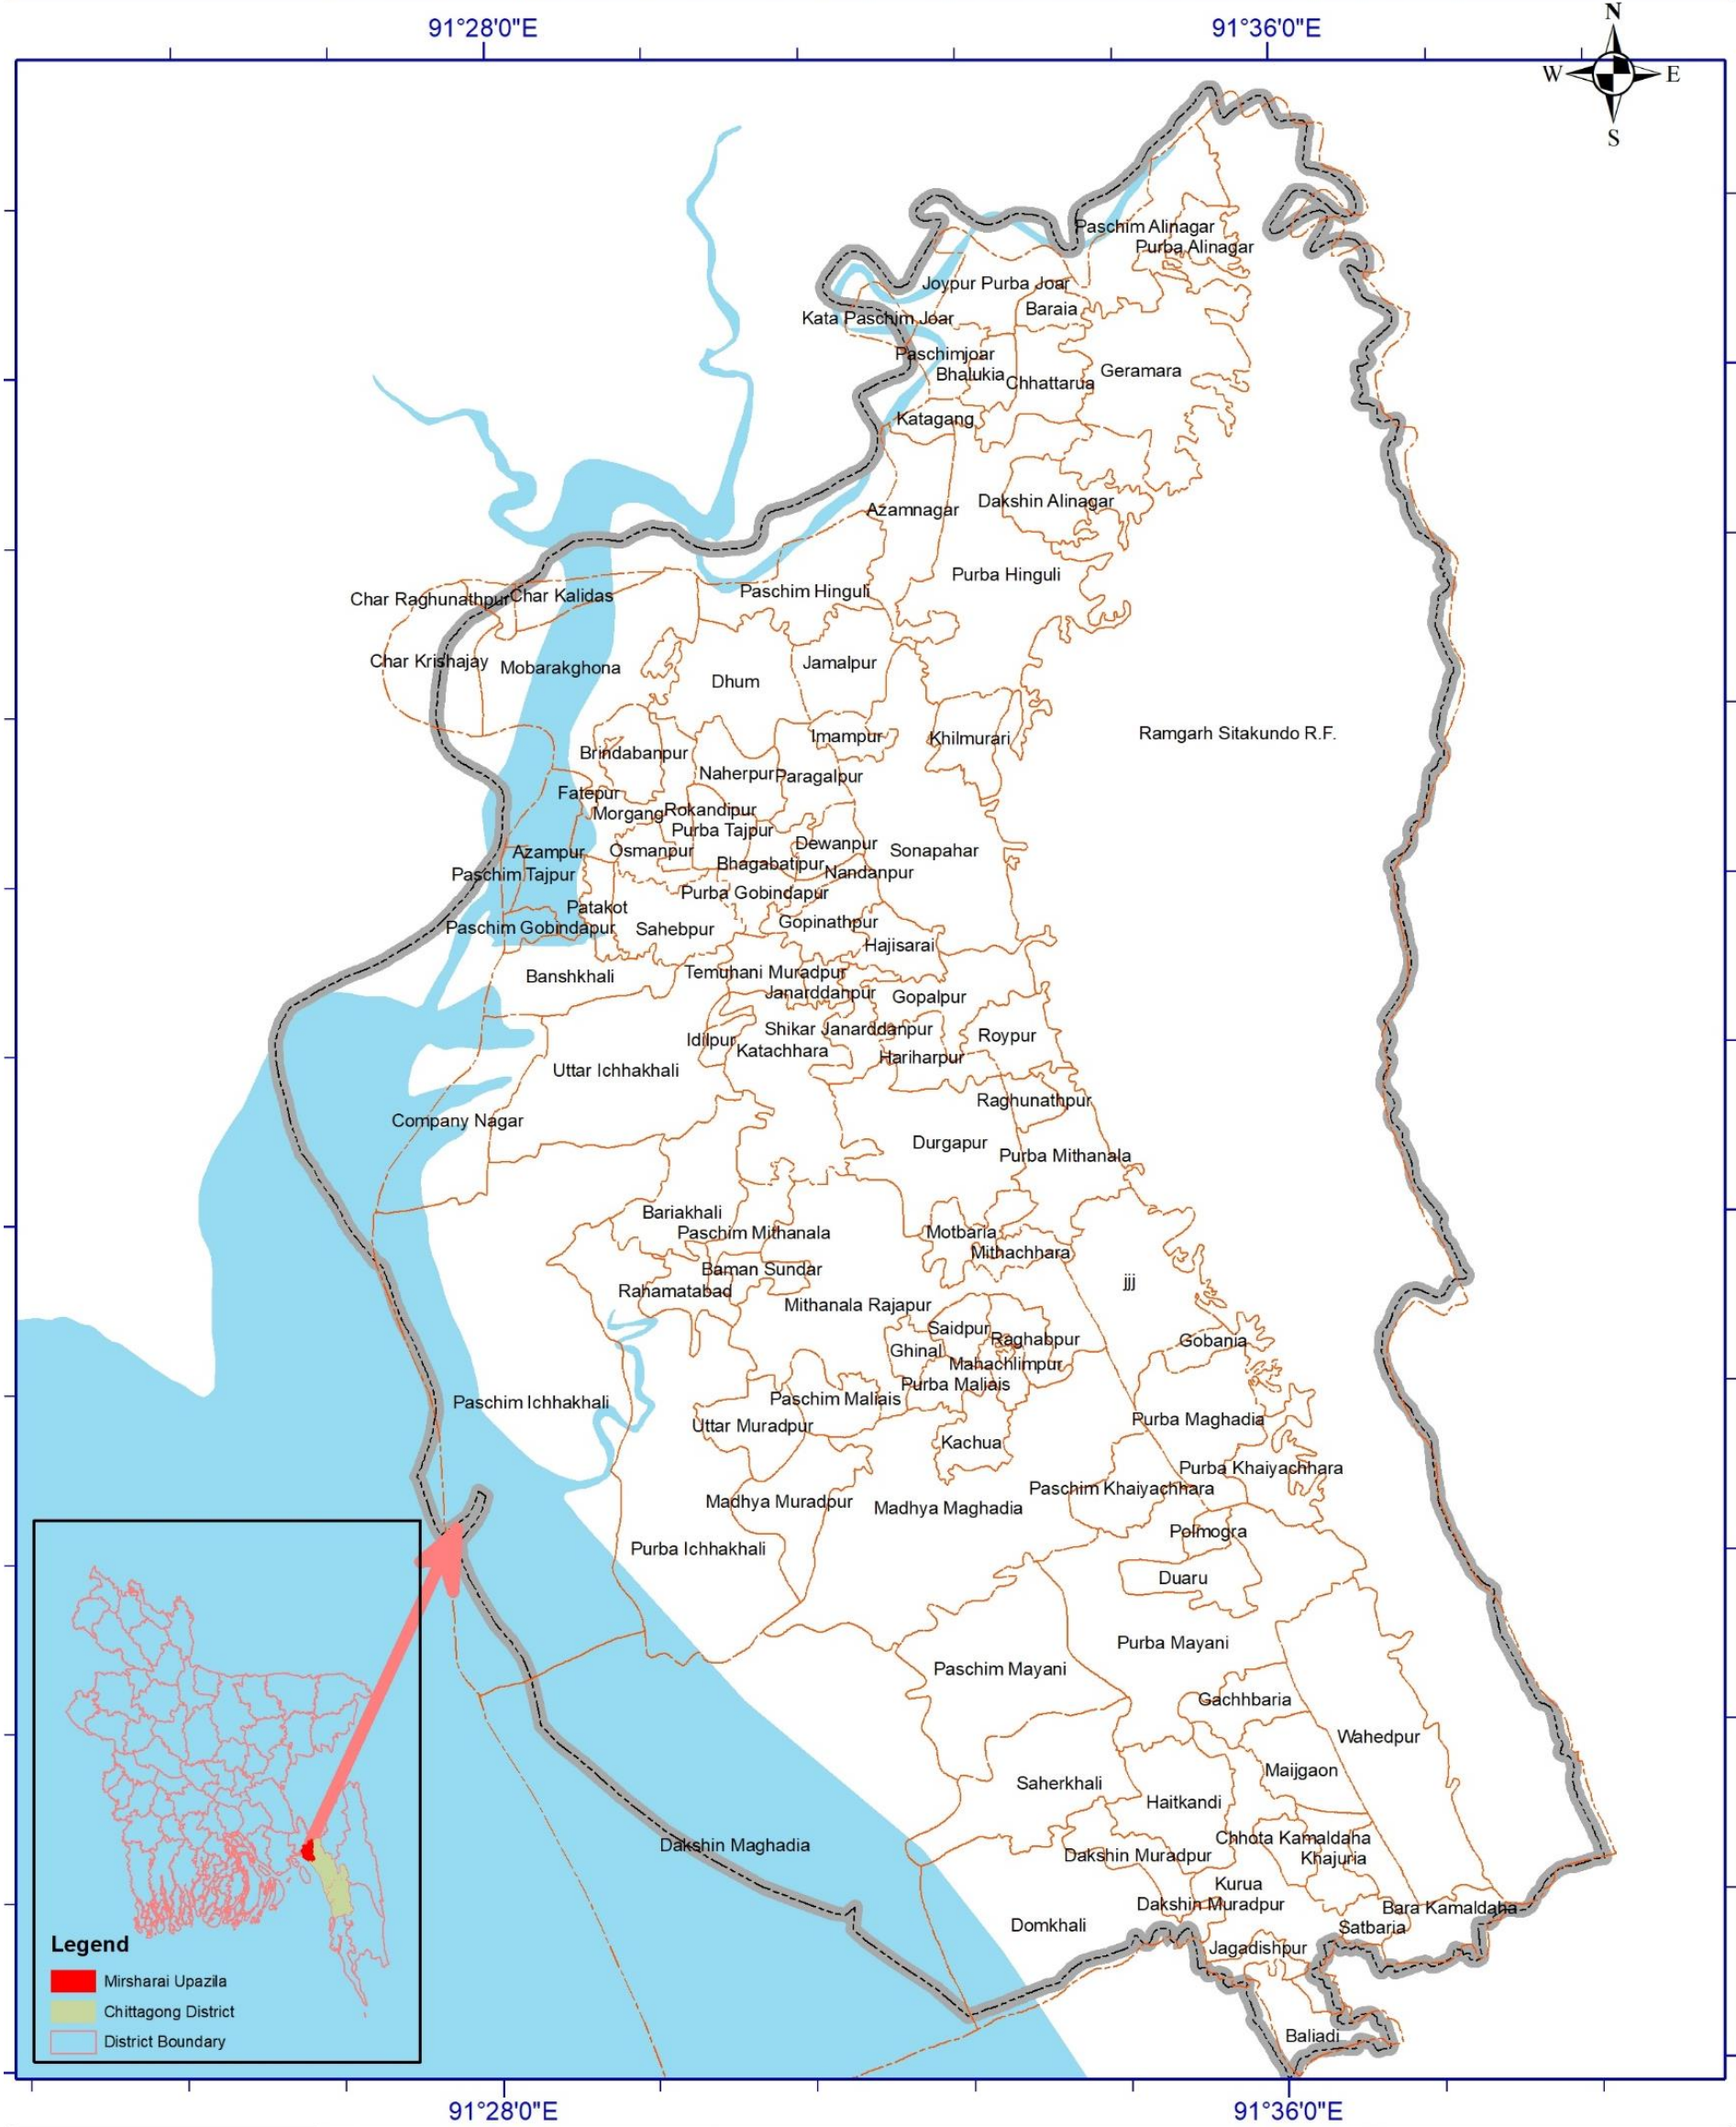 91°28'0"E
91°36'0"E
N
W
E
S
Paschim Alinagar
Purba Alinagar
Joypur Purba Joar
Baraia
Kata Paschim Joar
Paschimjoar
Bhalukia
Chhattarua
Geramara
Katagang
Azamnagar
Dakshin Alinagar
Purba Hinguli
Paschim Hinguli
Char Raghunathpur
Char Kalidas
Char Krishajay
Mobarakghona
Jamalpur
Dhum
Imampur
Khilmurari
Ramgarh Sitakundo R.F.
Brindabanpur
Naherpur
Paragalpur
Fatepur
Morgang
Rokandipur
Purba Tajpur
Azampur
Osmanpur
Dewanpur
Sonapahar
Paschim Tajpur
Bhagabatipur
Nandanpur
Purba Gobindapur
Patakot
Paschim Gobindapur
Sahebpur
Gopinathpur
Hajisarai
Banshkhali
Temuhani Muradpur
Janarddanpur
Gopalpur
Shikar Janarddanpur
Roypur
Idilpur
Katachhara
Hariharpur
Uttar Ichhakhali
Raghunathpur
Company Nagar
Durgapur
Purba Mithanala
Bariakhali
Paschim Mithanala
Motbaria
Mithachhara
Baman Sundar
jjj
Rahamatabad
Mithanala Rajapur
Saidpur
Raghabpur
Gobania
Ghinal
Mahachlimpur
Purba Maliais
Paschim Ichhakhali
Paschim Maliais
Uttar Muradpur
Purba Maghadia
Kachua
Purba Khaiyachhara
Paschim Khaiyachhara
Madhya Muradpur
Madhya Maghadia
Polmogra
Purba Ichhakhali
Duaru
Purba Mayani
Paschim Mayani
Gachhbaria
Wahedpur
Maijgaon
Saherkhali
Haitkandi
Chhota Kamaldaha
Dakshin Maghadia
Dakshin Muradpur
Khajuria
Kurua
Dakshin Muradpur
Bara Kamaldaha
Domkhali
Satbaria
Jagadishpur
Baliadi
Legend
Mirsharai Upazila
Chittagong District
District Boundary
91°28'0"E
91°36'0"E